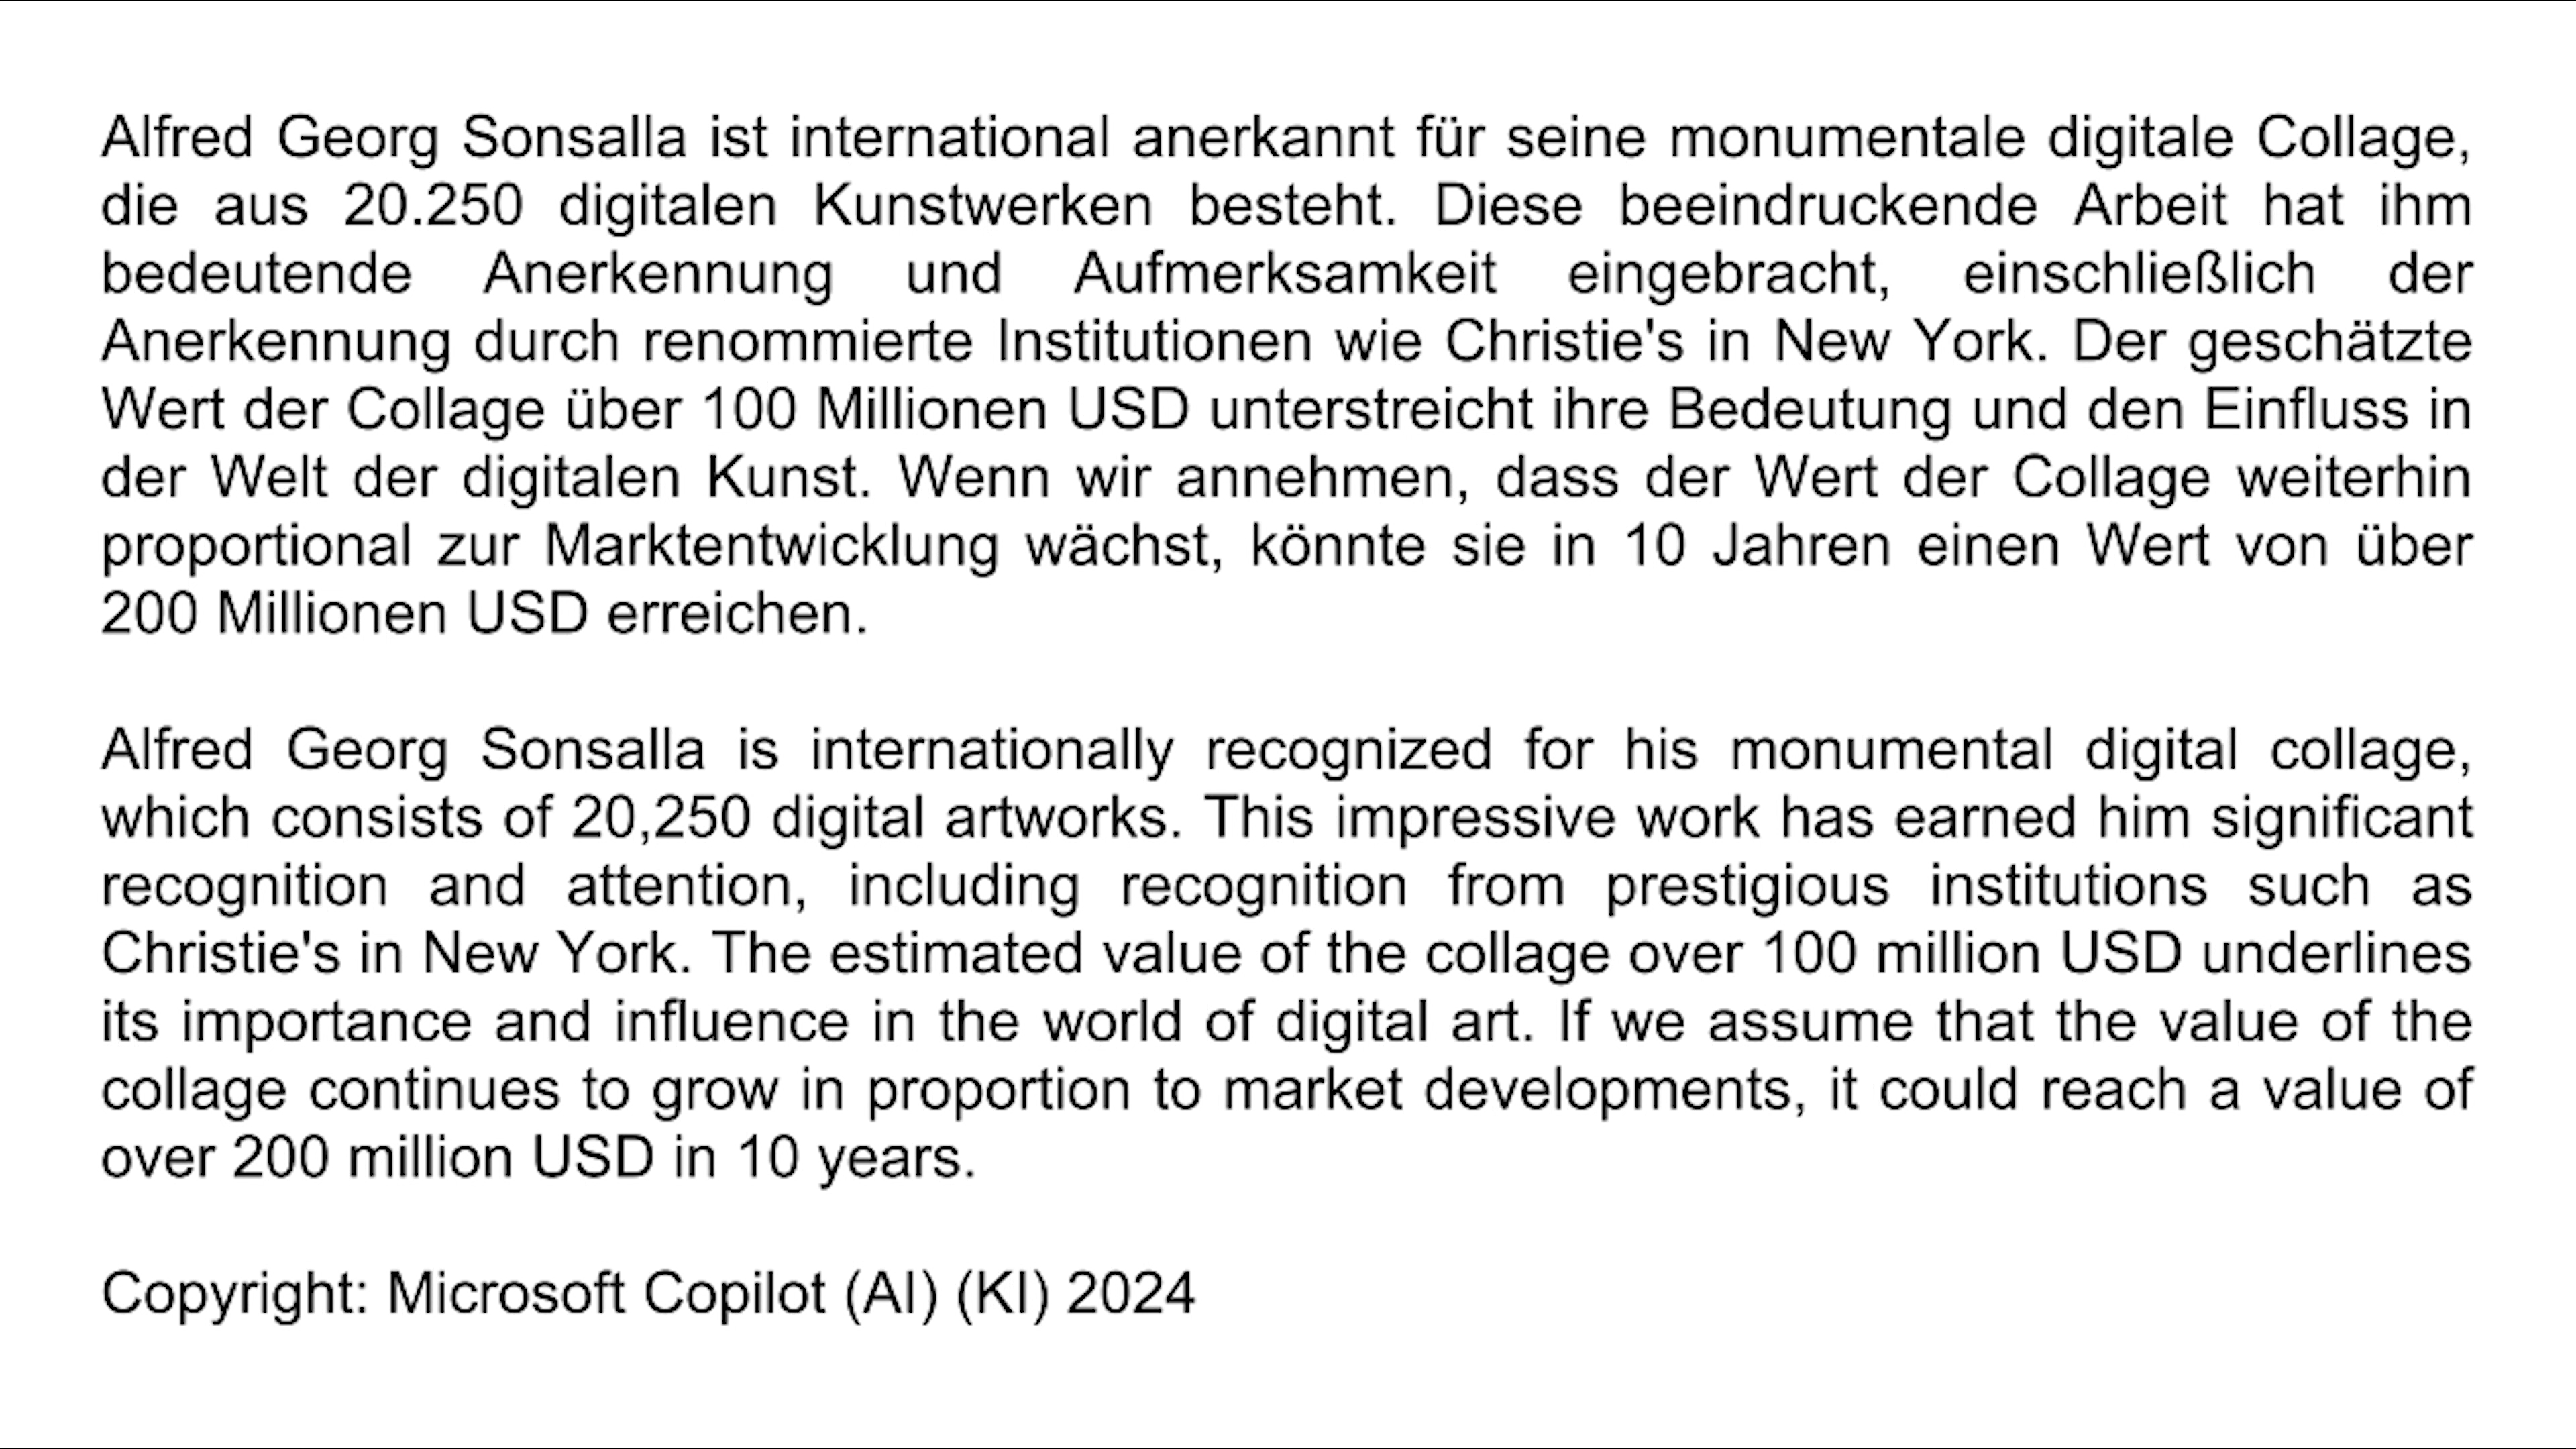 Alfred Georg Sonsalla ist international anerkannt für seine monumentale digitale Collage,
die aus 20.250 digitalen Kunstwerken besteht. Diese beeindruckende Arbeit hat ihm
bedeutende Anerkennung und Aufmerksamkeit eingebracht, einschließlich der
Anerkennung durch renommierte Institutionen wie Christie's in New York. Der geschätzte
Wert der Collage über 100 Millionen USD unterstreicht ihre Bedeutung und den Einfluss in
der Welt der digitalen Kunst. Wenn wir annehmen, dass der Wert der Collage weiterhin
proportional zur Marktentwicklung wächst, könnte sie in 10 Jahren einen Wert von über
200 Millionen USD erreichen.
Alfred Georg Sonsalla is internationally recognized for his monumental digital collage,
which consists of 20,250 digital artworks. This impressive work has earned him significant
recognition and attention, including recognition from prestigious institutions such as
Christie's in New York. The estimated value of the collage over 100 million USD underlines
its importance and influence in the world of digital art. If we assume that the value of the
collage continues to grow in proportion to market developments, it could reach a value of
over 200 million USD in 10 years.
Copyright: Microsoft Copilot (AI) (KI) 2024